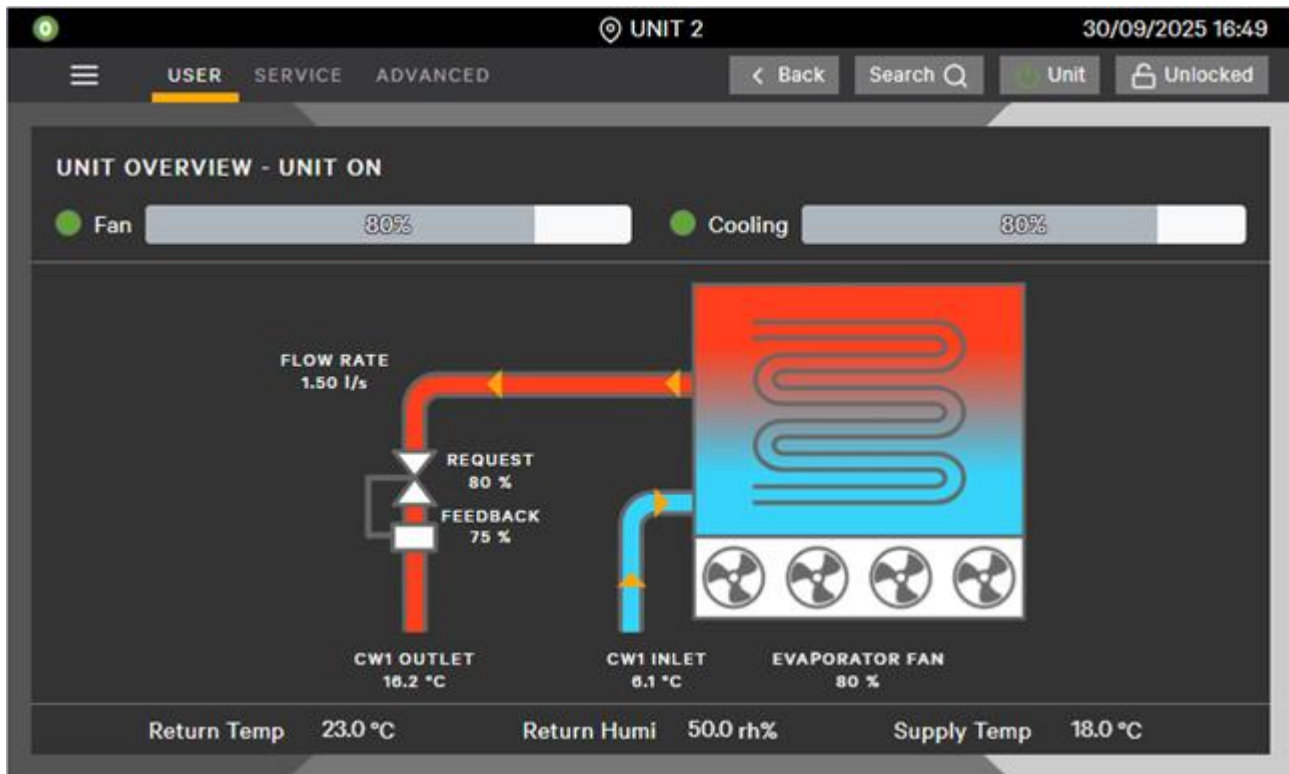 0 UNIT 2 30/09/2025 16:49
USER SERVICE ADVANCED Back Search Unit Unlocked
UNIT OVERVIEW - UNIT ON
Fan 80% Cooling 80%
FLOW RATE
1.50 l/s
REQUEST
80 %
FEEDBACK
75 %
CW1 OUTLET
16.2 °C
CW1 INLET
6.1 °C
EVAPORATOR FAN
80 %
Return Temp 23.0 °C Return Humi 50.0 rh% Supply Temp 18.0 °C